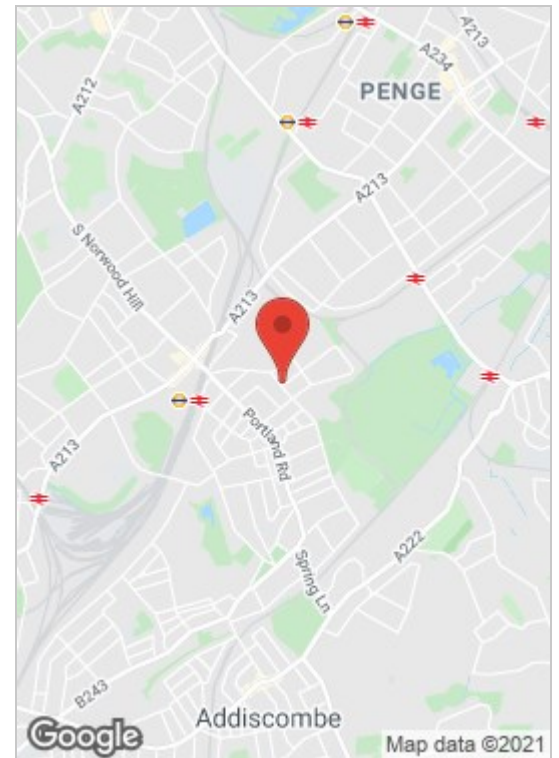 A213
A234
PENGE
A212
A213
S Norwood Hill
A213
Portland Rd
A213
A222
Spring Ln
B243
Addiscombe
Google
Map data ©2021